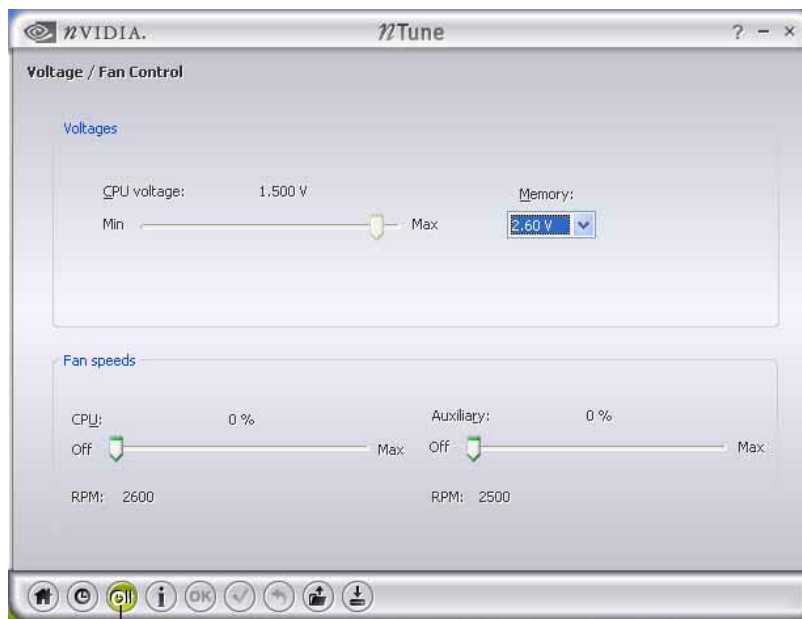 nVIDIA. nTune ? - ×
Voltage / Fan Control
Voltages
CPU voltage: 1.500 V Memory:
Min Max 2.60 V
Fan speeds
CPU: 0 % Auxiliary: 0 %
Off Max Off Max
RPM: 2600 RPM: 2500
i OK